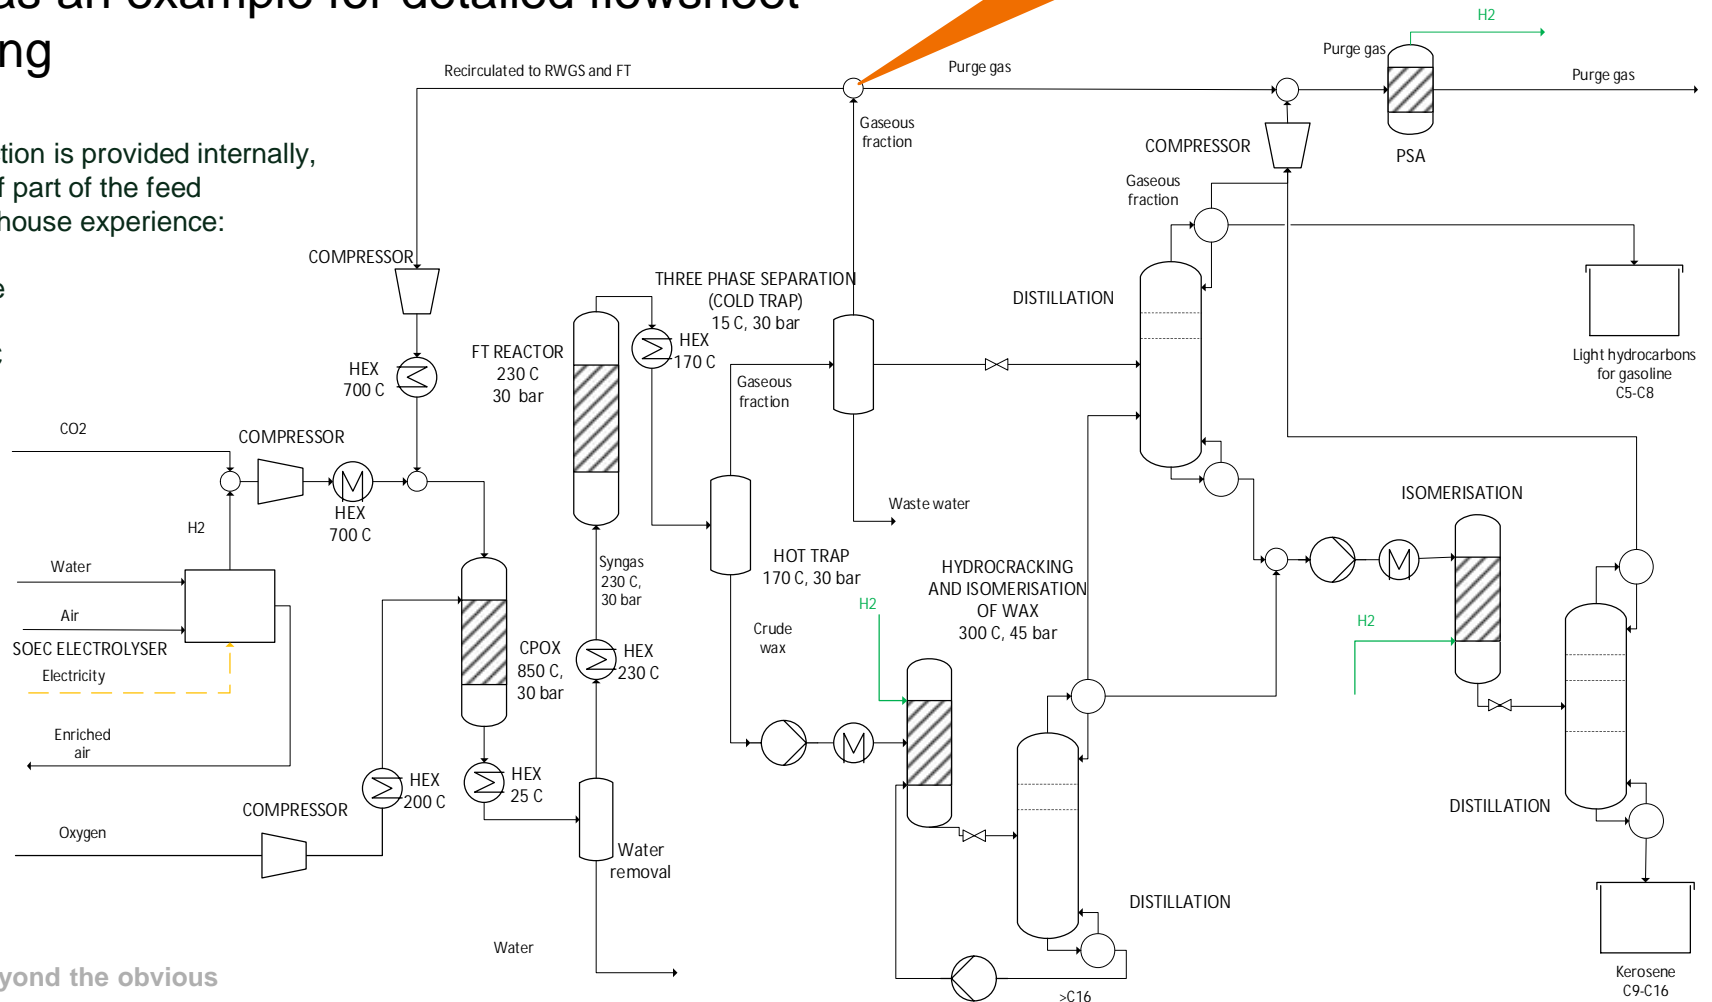 as an example for detailed flowsheet
ng
tion is provided internally,
f part of the feed
house experience:
e
H2
Purge gas
Purge gas
Purge gas
Recirculated to RWGS and FT
Gaseous
fraction
COMPRESSOR
PSA
Gaseous
fraction
COMPRESSOR
THREE PHASE SEPARATION
(COLD TRAP)
15 C, 30 bar
DISTILLATION
HEX
170 C
FT REACTOR
230 C
30 bar
HEX
700 C
Gaseous
fraction
Light hydrocarbons
for gasoline
C5-C8
CO2
COMPRESSOR
HEX
700 C
H2
Waste water
ISOMERISATION
Water
Air
SOEC ELECTROLYSER
Electricity
Syngas
230 C,
30 bar
HOT TRAP
170 C, 30 bar
HYDROCRACKING
AND ISOMERISATION
OF WAX
300 C, 45 bar
H2
H2
Crude
wax
CPOX
850 C,
30 bar
HEX
230 C
Enriched
air
HEX
200 C
HEX
25 C
COMPRESSOR
Oxygen
Water
removal
DISTILLATION
DISTILLATION
Water
>C16
Kerosene
C9-C16
yond the obvious